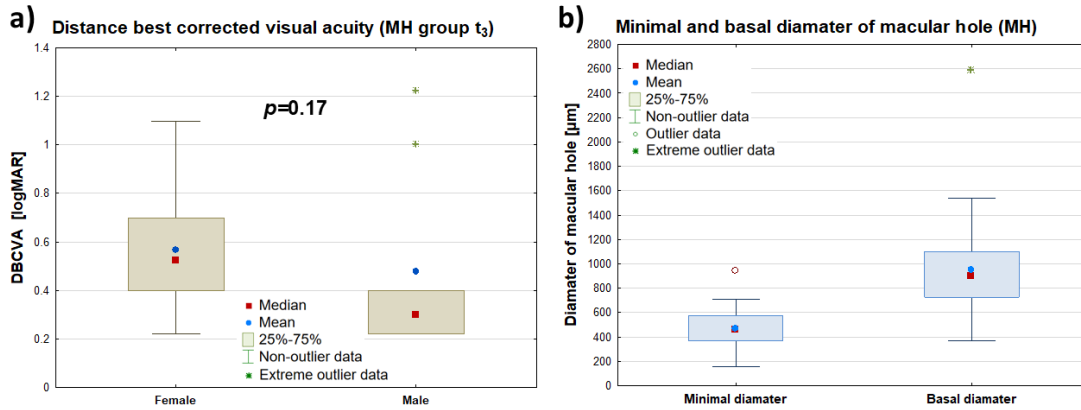 a) Distance best corrected visual acuity (MH group t₃)
1.4
1.2
1
0.8
0.6
0.4
0.2
0
DBCVA [logMAR]
p=0.17
Median
Mean
25%-75%
Non-outlier data
Extreme outlier data
Female Male
b) Minimal and basal diamater of macular hole (MH)
2800
2600
2400
2200
2000
1800
1600
1400
1200
1000
800
600
400
200
0
Diamater of macular hole [µm]
Median
Mean
25%-75%
Non-outlier data
Outlier data
Extreme outlier data
Minimal diamater Basal diamater